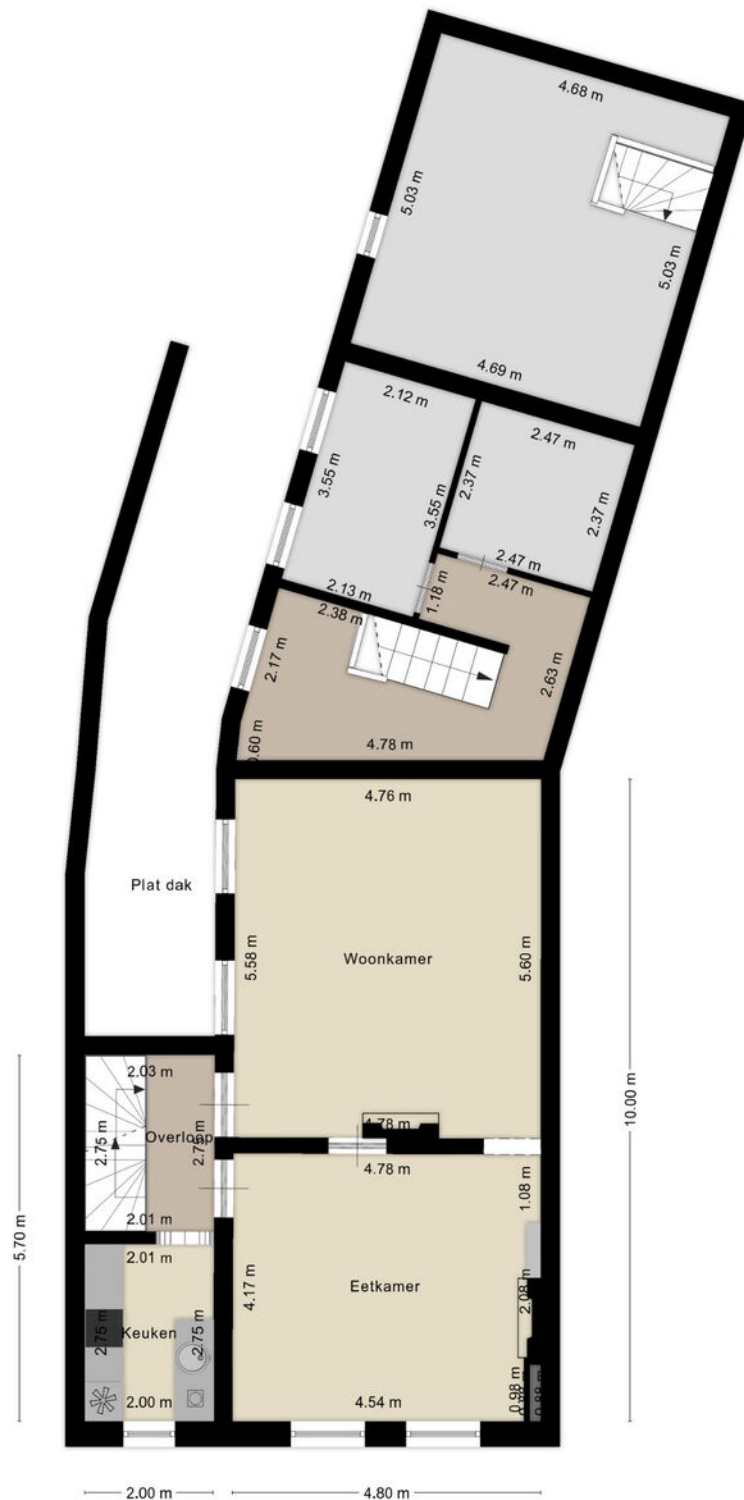 4.68 m
5.03 m
5.03 m
4.69 m
2.12 m
2.47 m
3.55 m
3.55 m
2.37 m
2.37 m
2.47 m
2.47 m
1.18 m
2.13 m
2.38 m
2.17 m
2.63 m
0.60 m
4.78 m
4.76 m
Plat dak
Woonkamer
5.58 m
5.60 m
2.03 m
Overloop
2.75 m
4.78 m
4.78 m
10.00 m
1.08 m
2.01 m
2.01 m
5.70 m
Eetkamer
4.17 m
2.08 m
Keuken
2.75 m
2.75 m
2.00 m
4.54 m
0.98 m
0.88 m
2.00 m
4.80 m